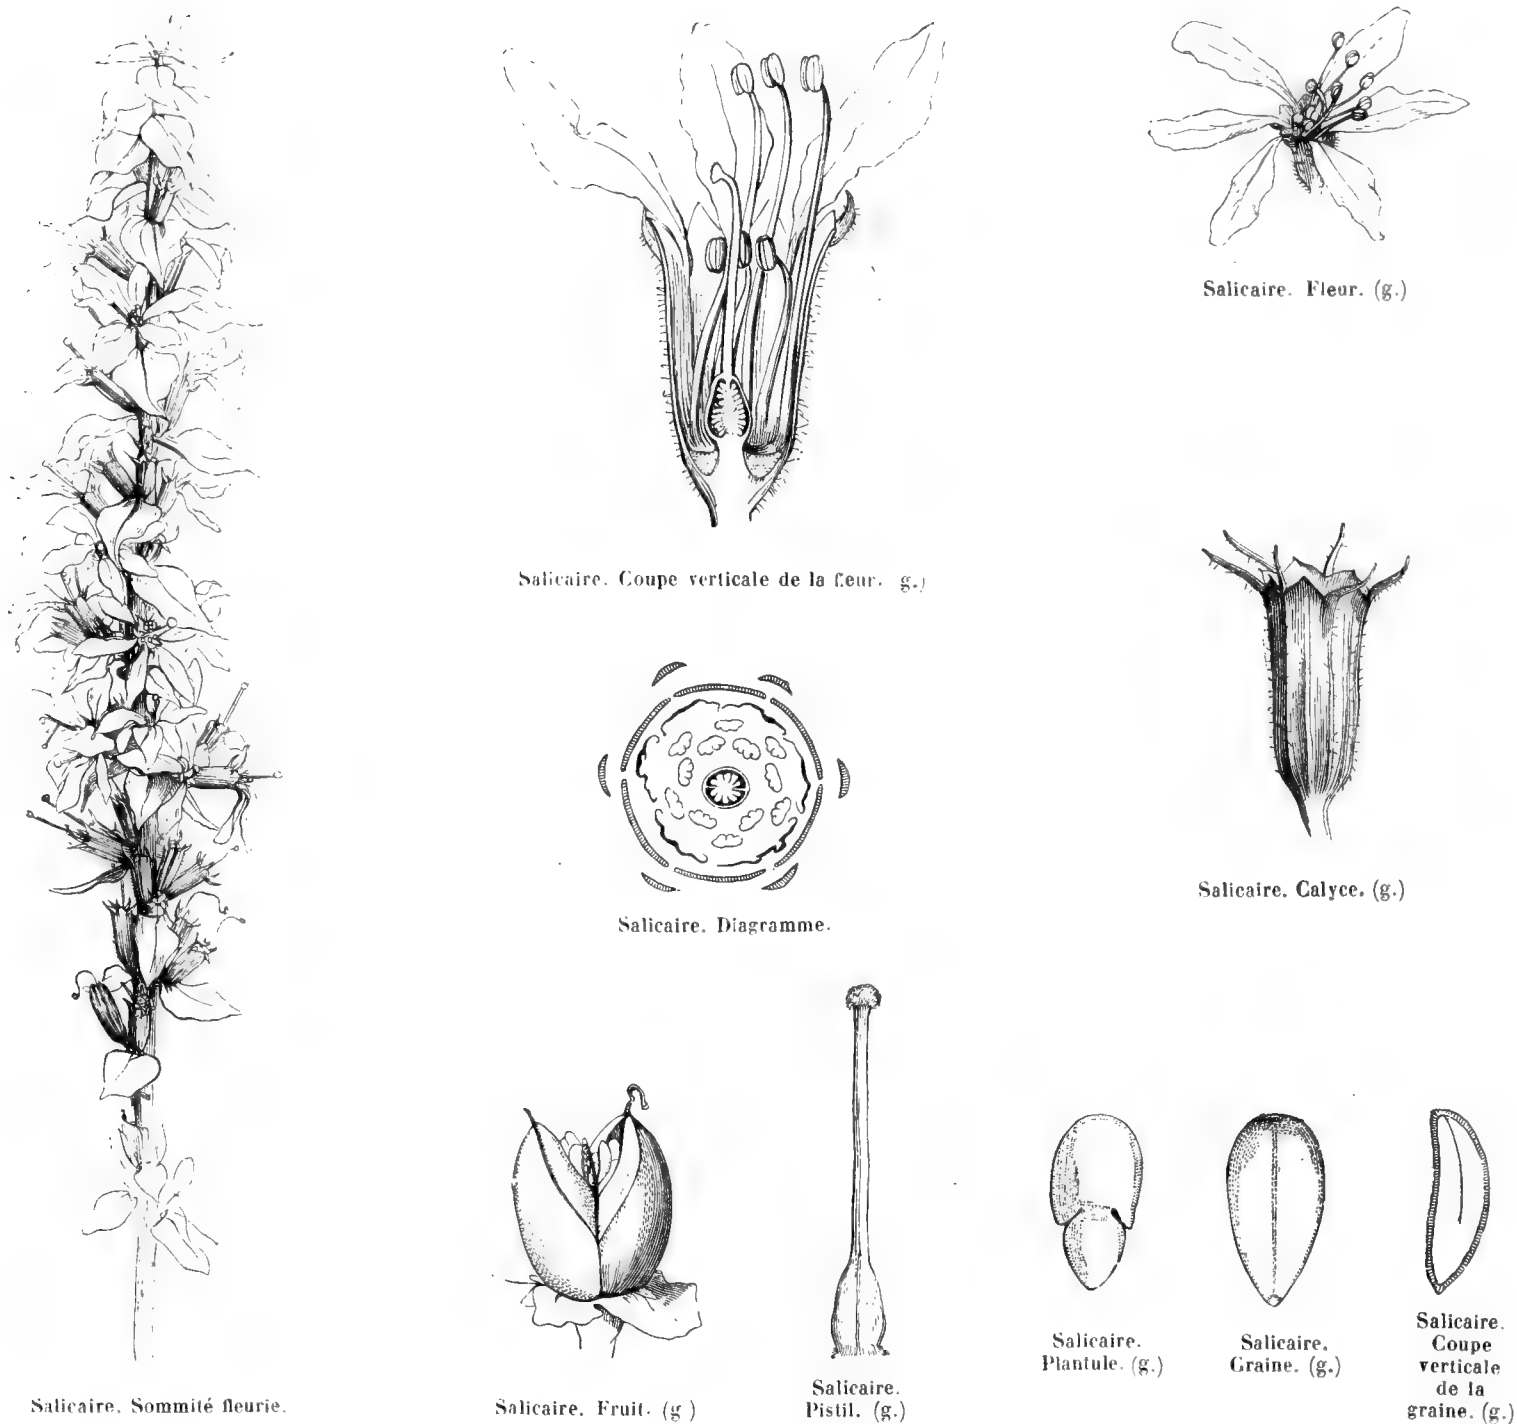 Salicaire. Fleur. (g.)
Salicaire. Coupe verticale de la fleur. g.)
Salicaire. Calyce. (g.)
Salicaire. Diagramme.
Salicaire. Sommité fleurie.
Salicaire. Fruit. (g )
Salicaire.
Pistil. (g.)
Salicaire.
Plantule. (g.)
Salicaire.
Graine. (g.)
Salicaire.
Coupe
verticale
de la
graine. (g.)